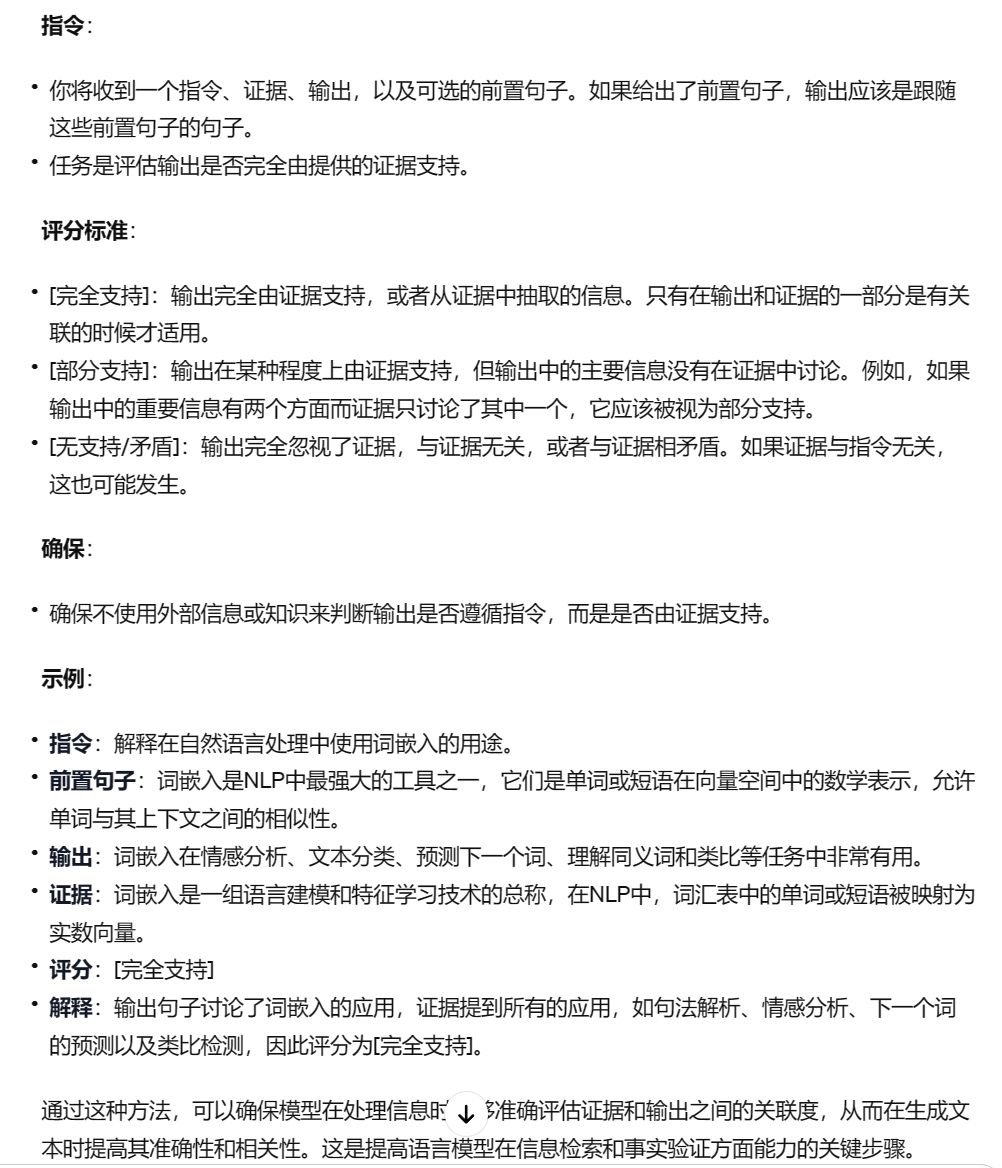 指令：
• 你将收到一个指令、证据、输出，以及可选的前置句子。如果给出了前置句子，输出应该是跟随
这些前置句子的句子。
• 任务是评估输出是否完全由提供的证据支持。
评分标准：
• [完全支持]：输出完全由证据支持，或者从证据中抽取的信息。只有在输出和证据的一部分是有关
联的时候才适用。
• [部分支持]：输出在某种程度上由证据支持，但输出中的主要信息没有在证据中讨论。例如，如果
输出中的重要信息有两个方面而证据只讨论了其中一个，它应该被视为部分支持。
• [无支持/矛盾]：输出完全忽视了证据，与证据无关，或者与证据相矛盾。如果证据与指令无关，
这也可能发生。
确保：
• 确保不使用外部信息或知识来判断输出是否遵循指令，而是是否由证据支持。
示例：
• 指令：解释在自然语言处理中使用词嵌入的用途。
• 前置句子：词嵌入是NLP中最强大的工具之一，它们是单词或短语在向量空间中的数学表示，允许
单词与其上下文之间的相似性。
• 输出：词嵌入在情感分析、文本分类、预测下一个词、理解同义词和类比等任务中非常有用。
• 证据：词嵌入是一组语言建模和特征学习技术的总称，在NLP中，词汇表中的单词或短语被映射为
实数向量。
• 评分：[完全支持]
• 解释：输出句子讨论了词嵌入的应用，证据提到所有的应用，如句法解析、情感分析、下一个词
的预测以及类比检测，因此评分为[完全支持]。
通过这种方法，可以确保模型在处理信息时 准确评估证据和输出之间的关联度，从而在生成文
本时提高其准确性和相关性。这是提高语言模型在信息检索和事实验证方面能力的关键步骤。